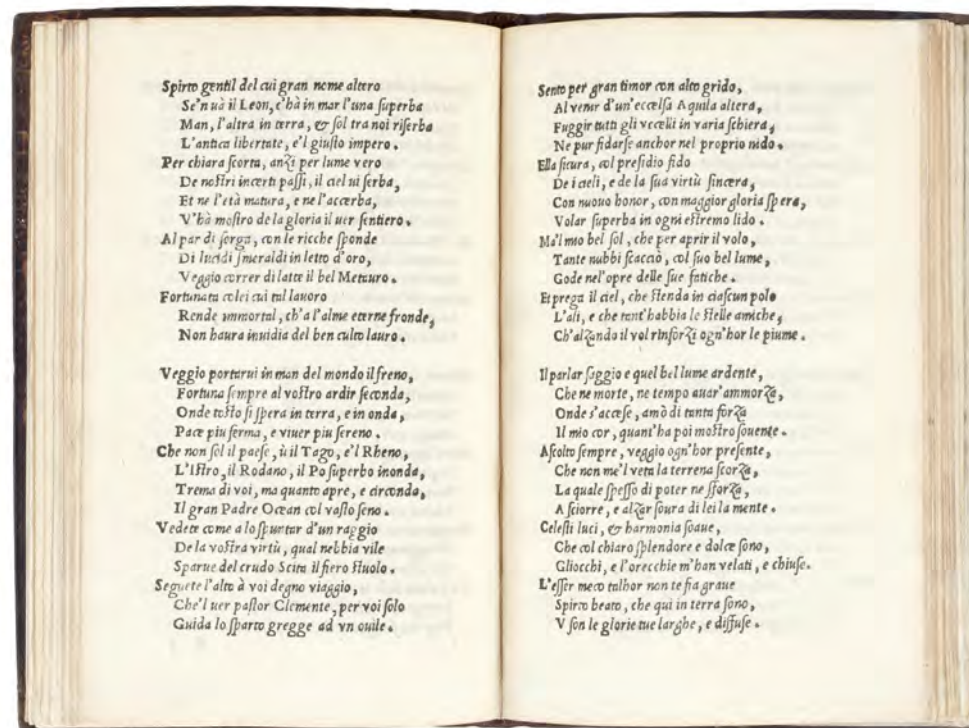 Spirto gentil del cui gran nome altero
Se'n uà il Leon, c'hà in mar l'una superba
Man, l'altra in terra, & sol tra noi riserba
L'antica libertate, e'l giusto impero.
Per chiara scorta, anzi per lume vero
De nostri incerti passi, il ciel ui serba,
Et ne l'età matura, e ne l'accerba,
V'hà mostro de la gloria il uer sentiero.
Al par di sorga, con le ricche sponde
Di lucidi smeraldi in letto d'oro,
Veggio correr di latte il bel Metauro.
Fortunata colei cui tal lauoro
Rende immortal, ch'a l'alme eterne fronde,
Non haura inuidia del ben culto lauro.
Veggio portarui in man del mondo il freno,
Fortuna sempre al vostro ardir seconda,
Onde tosto si spera in terra, e in onda,
Pace piu ferma, e viuer piu sereno.
Che non sol il paese, ù il Tago, e'l Rheno,
L'Istro, il Rodano, il Po superbo inonda,
Trema di voi, ma quanto apre, e circonda,
Il gran Padre Ocean col vasto seno.
Vedete come a lo spuntar d'un raggio
De la vostra virtù, qual nebbia vile
Sparue del crudo Scita il fiero stuolo.
Seguete l'alto à voi degno viaggio,
Che'l uer pastor Clemente, per voi solo
Guida lo sparto gregge ad vn ouile.
Sento per gran timor con alto grido,
Al venir d'un'eccelsa Aquila altera,
Fuggir tutti gli vccelli in varia schiera,
Ne pur fidarse anchor nel proprio nido.
Ella sicura, col presidio fido
De i cieli, e de la sua virtù sincera,
Con nuouo honor, con maggior gloria spera,
Volar superba in ogni estremo lido.
Ma'l mio bel sol, che per aprir il volo,
Tante nubbi scacciò, col suo bel lume,
Gode nel'opre delle sue fatiche.
Et prega il ciel, che stenda in ciascun polo
L'ali, e che tant'habbia le stelle amiche,
Ch'alzando il vol rinforzi ogn'hor le piume.
Il parlar saggio e quel bel lume ardente,
Che ne morte, ne tempo auar'ammorza,
Onde s'accese, amò di tanta forza
Il mio cor, quant'ha poi mostro souente.
Ascolto sempre, veggio ogn'hor presente,
Che non me'l veta la terrena scorza,
La quale spesso di poter ne sforza,
A sciorre, e alzar soura di lei la mente.
Celesti luci, & harmonia soaue,
Che col chiaro splendore e dolce sono,
Gliocchi, e l'orecchie m'han velati, e chiuse.
L'esser meco talhor non te fia graue
Spirto beato, che qui in terra sono,
V son le glorie tue larghe, e diffuse.